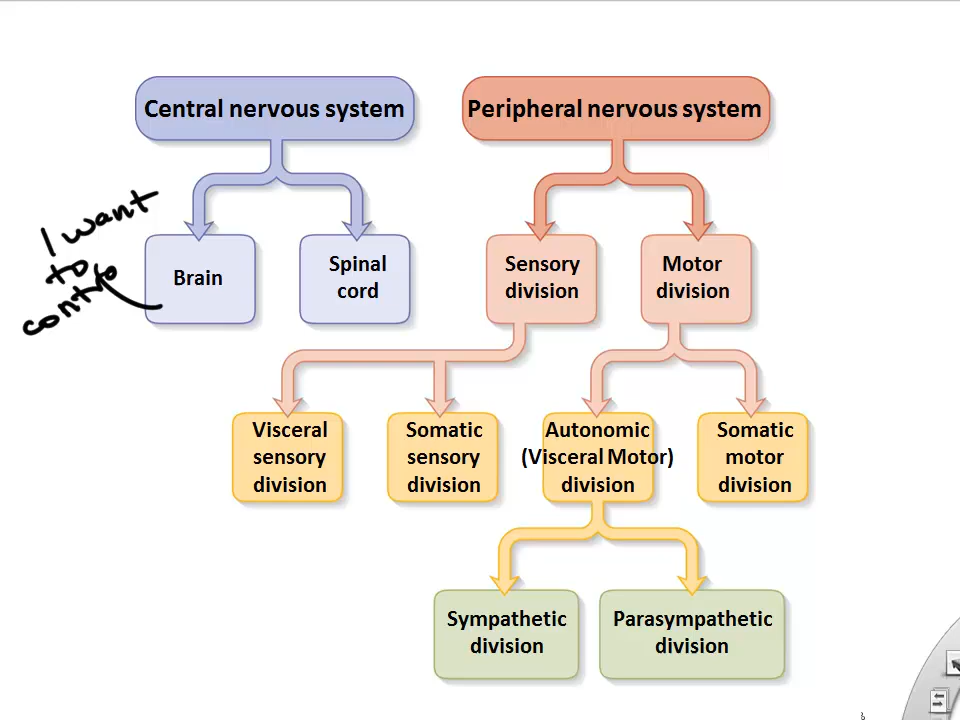 Central nervous system
Peripheral nervous system
I want
to
Brain
Spinal
cord
Sensory
division
Motor
division
Visceral
sensory
division
Somatic
sensory
division
Autonomic
(Visceral Motor)
division
Somatic
motor
division
Sympathetic
division
Parasympathetic
division